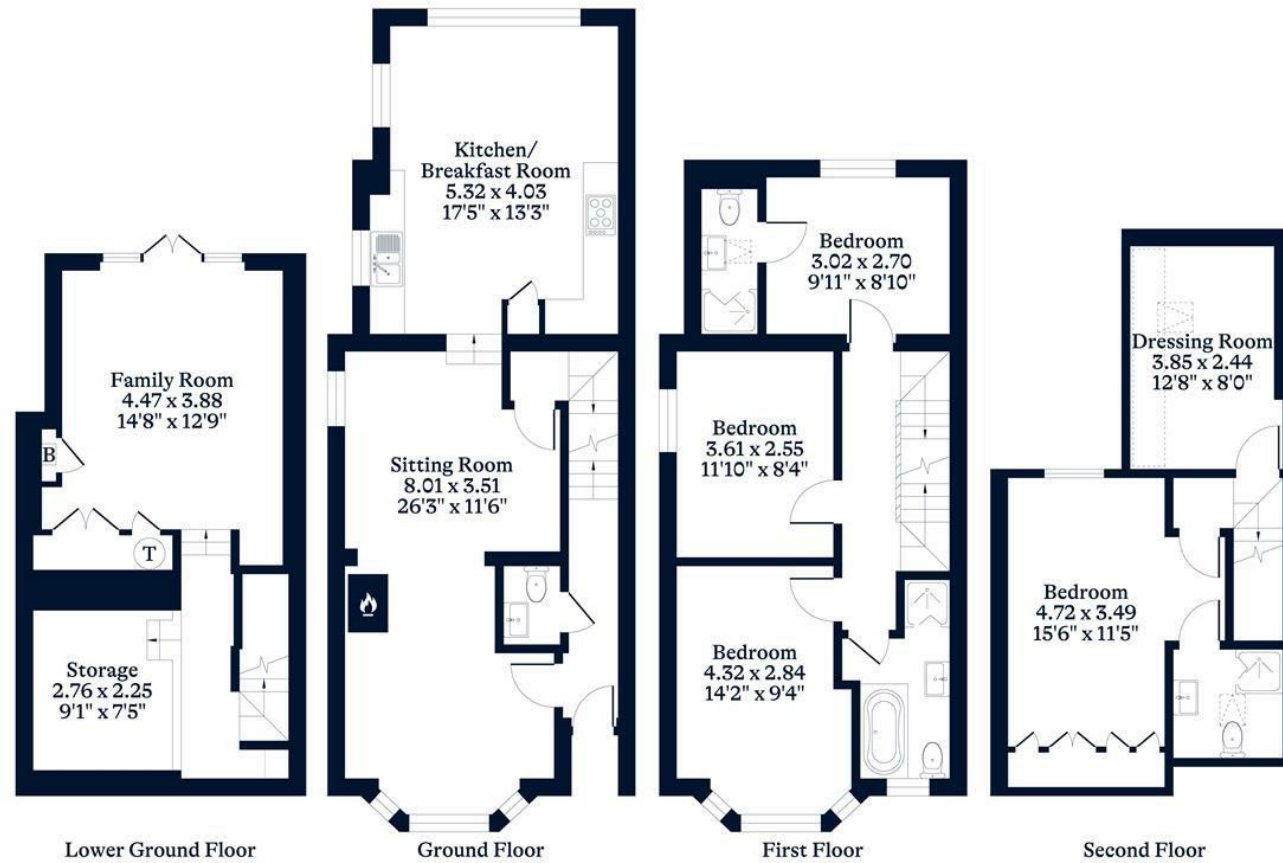 Kitchen/
Breakfast Room
5.32 x 4.03
17'5" x 13'3"
Family Room
4.47 x 3.88
14'8" x 12'9"
B
T
Storage
2.76 x 2.25
9'1" x 7'5"
Sitting Room
8.01 x 3.51
26'3" x 11'6"
Bedroom
3.02 x 2.70
9'11" x 8'10"
Bedroom
3.61 x 2.55
11'10" x 8'4"
Bedroom
4.32 x 2.84
14'2" x 9'4"
Dressing Room
3.85 x 2.44
12'8" x 8'0"
Bedroom
4.72 x 3.49
15'6" x 11'5"
Lower Ground Floor
Ground Floor
First Floor
Second Floor